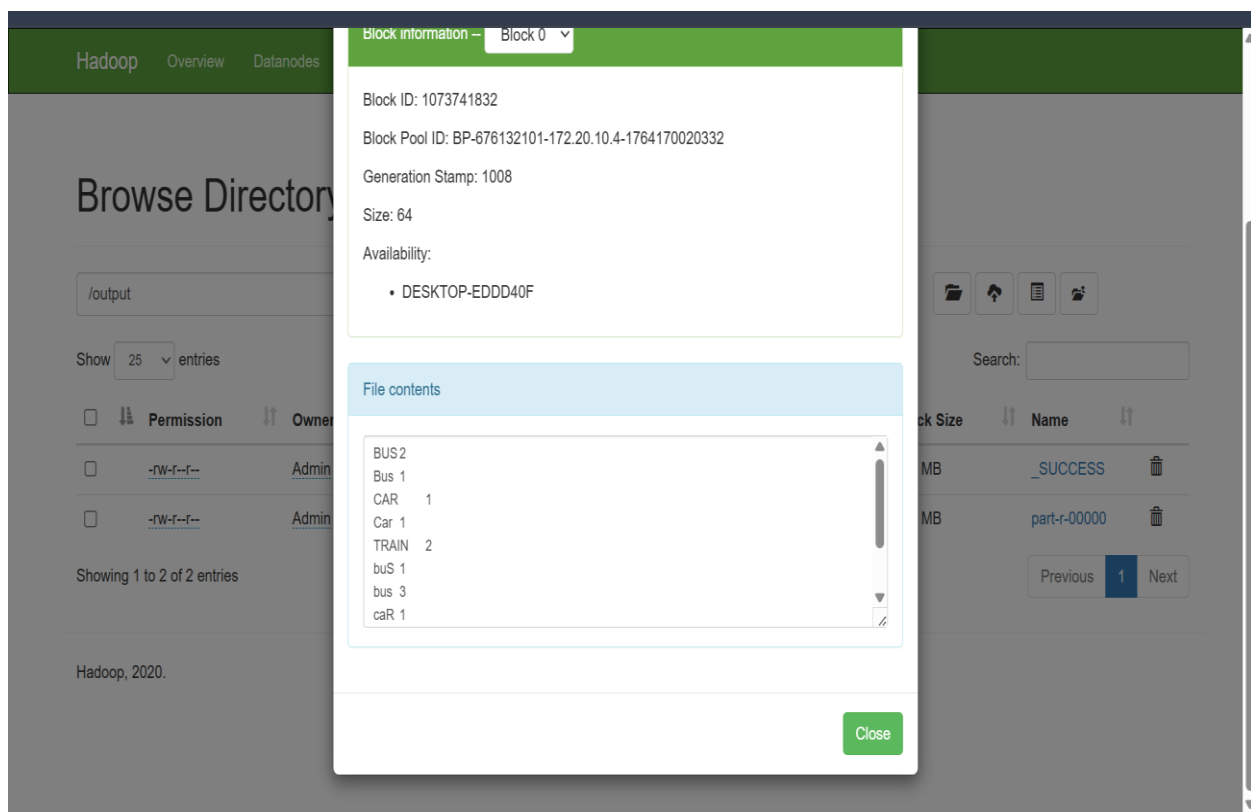 Block information -- Block 0
Hadoop Overview Datanodes
Block ID: 1073741832
Block Pool ID: BP-676132101-172.20.10.4-1764170020332
Generation Stamp: 1008
Size: 64
Availability:
• DESKTOP-EDDD40F
Browse Directory
/output
Show 25 entries
Search:
Permission Owner ck Size Name
-rw-r--r-- Admin MB _SUCCESS
-rw-r--r-- Admin MB part-r-00000
File contents
BUS 2
Bus 1
CAR 1
Car 1
TRAIN 2
buS 1
bus 3
caR 1
Showing 1 to 2 of 2 entries
Previous 1 Next
Hadoop, 2020.
Close